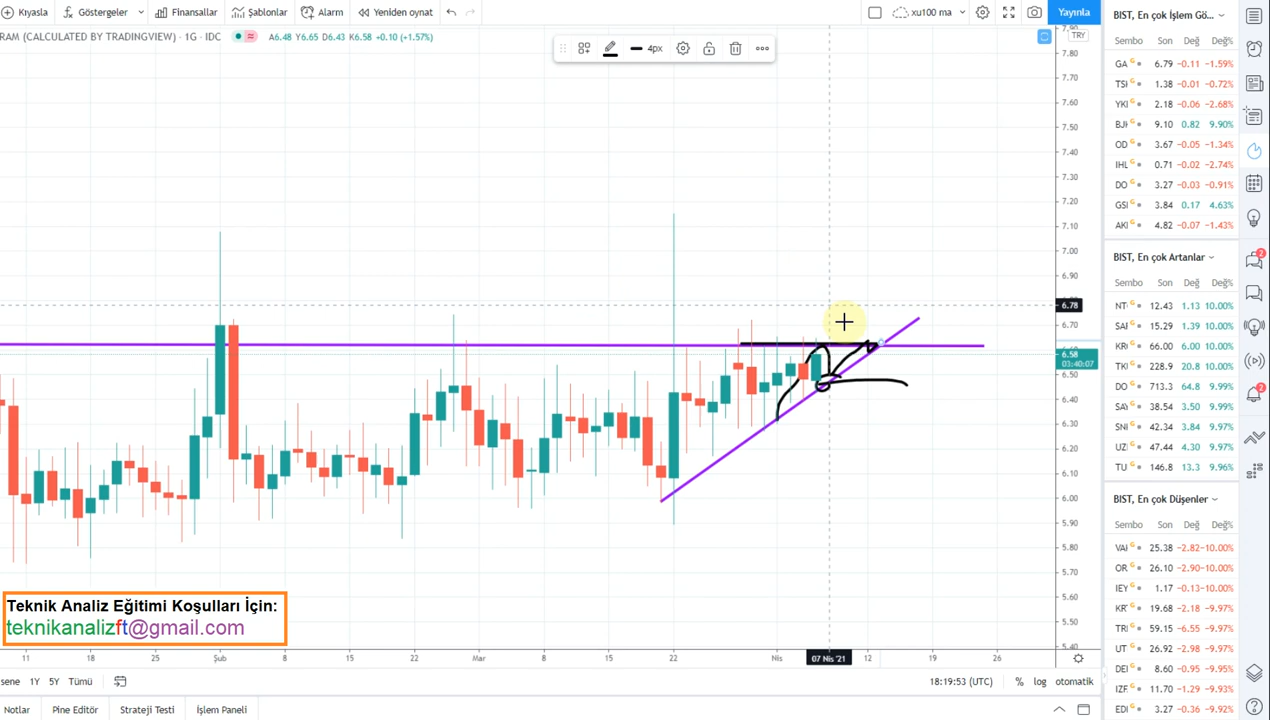 Kıyasla Göstergeler Finansallar Şablonlar Alarm Yeniden oynat xu100 ma Yayınla
RAM (CALCULATED BY TRADINGVIEW) · 1G · IDC A6.48 Y6.65 D6.43 K6.58 +0.10 (+1.57%)
4px
TRY
7.80
7.70
7.60
7.50
7.40
7.30
7.20
7.10
7.00
6.90
6.78
6.70
6.58
03:40:07
6.50
6.40
6.30
6.20
6.10
6.00
5.90
5.80
5.70
5.60
5.50
5.40
Teknik Analiz Eğitimi Koşulları İçin:
teknikanalizft@gmail.com
11 18 25 Şub 8 15 22 Mar 8 15 22 Nis 07 Nis '21 12 19 26
sene 1Y 5Y Tümü 18:19:53 (UTC) % log otomatik
Notlar Pine Editör Strateji Testi İşlem Paneli
BIST, En çok İşlem Gö...
Sembo Son Değ Değ%
GA 6.79 −0.11 −1.59%
TSI 1.38 −0.01 −0.72%
YKI 2.18 −0.06 −2.68%
BJK 9.10 0.82 9.90%
OD 3.67 −0.05 −1.34%
IHL 0.71 −0.02 −2.74%
DO 3.27 −0.03 −0.91%
GSI 3.84 0.17 4.63%
AKI 4.82 −0.07 −1.43%
BIST, En çok Artanlar
Sembo Son Değ Değ%
NT 12.43 1.13 10.00%
SAI 15.29 1.39 10.00%
KR 66.00 6.00 10.00%
TKI 228.9 20.8 10.00%
DO 713.3 64.8 9.99%
SAY 38.54 3.50 9.99%
SNI 42.34 3.84 9.97%
UZI 47.44 4.30 9.97%
TU 146.8 13.3 9.96%
BIST, En çok Düşenler
Sembo Son Değ Değ%
VAI 25.38 −2.82 −10.00%
OR 26.10 −2.90 −10.00%
IEY 1.17 −0.13 −10.00%
KR 19.68 −2.18 −9.97%
TRI 59.15 −6.55 −9.97%
UT 26.92 −2.98 −9.97%
DEI 8.60 −0.95 −9.95%
IZF 11.70 −1.29 −9.93%
EDI 3.27 −0.36 −9.92%